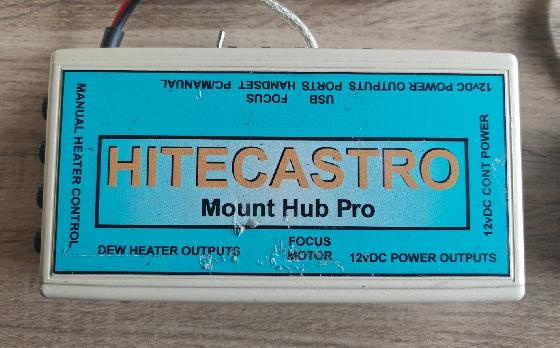 USB FOCUS
12vDC POWER OUTPUTS PORTS HANDSET PC/MANUAL
MANUAL HEATER CONTROL
HITECASTRO
Mount Hub Pro
12vDC CONT POWER
DEW HEATER OUTPUTS
FOCUS
MOTOR
12vDC POWER OUTPUTS